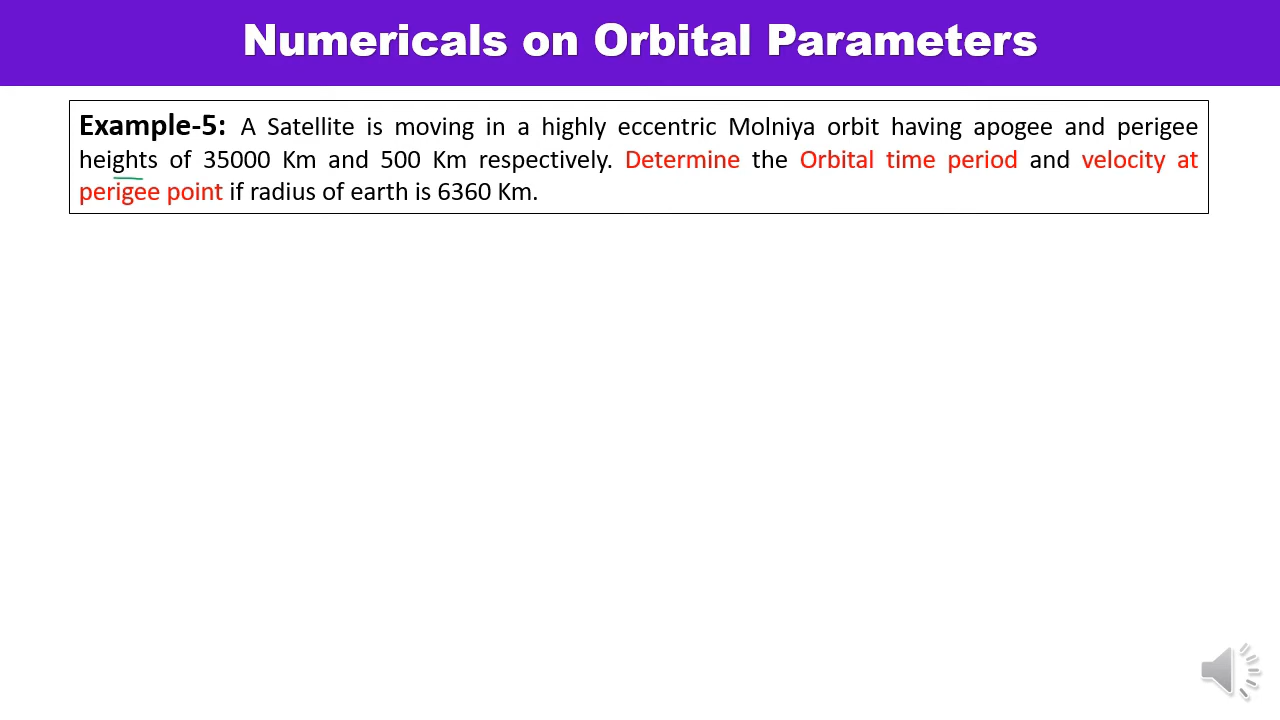 Numericals on Orbital Parameters
Example-5: A Satellite is moving in a highly eccentric Molniya orbit having apogee and perigee
heights of 35000 Km and 500 Km respectively. Determine the Orbital time period and velocity at
perigee point if radius of earth is 6360 Km.